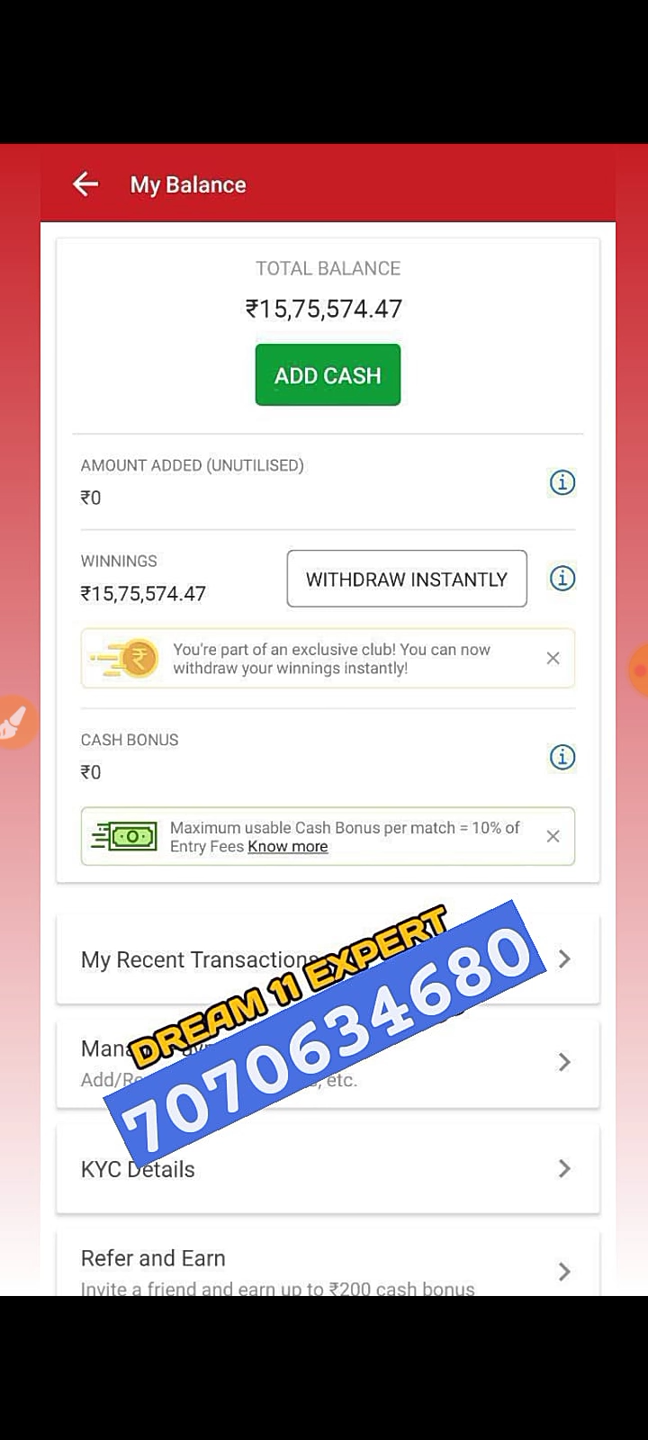 My Balance
TOTAL BALANCE
₹15,75,574.47
ADD CASH
AMOUNT ADDED (UNUTILISED)
₹0
WINNINGS
₹15,75,574.47
WITHDRAW INSTANTLY
You're part of an exclusive club! You can now
withdraw your winnings instantly!
CASH BONUS
₹0
Maximum usable Cash Bonus per match = 10% of
Entry Fees Know more
My Recent Transactions
DREAM 11 EXPERT
7070634680
etc.
KYC Details
Refer and Earn
Invite a friend and earn up to ₹200 cash bonus